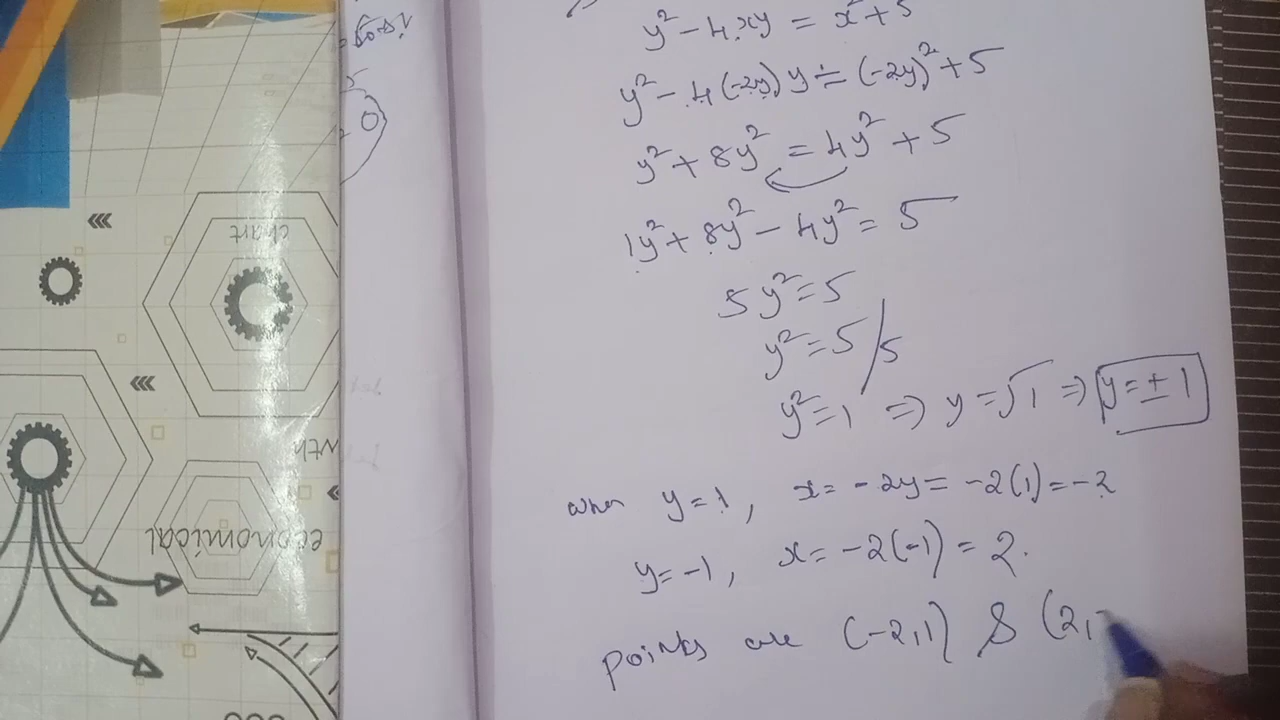 y² - 4xy = x² + 5
y² - 4(-2y)y = (-2y)² + 5
y² + 8y² = 4y² + 5
1y² + 8y² - 4y² = 5
5y² = 5
y² = 5/5
y² = 1 ⇒ y = √1 ⇒ y = ± 1
when y = 1, x = -2y = -2(1) = -2
y = -1, x = -2(-1) = 2.
points are (-2,1) & (2,
chart
economical